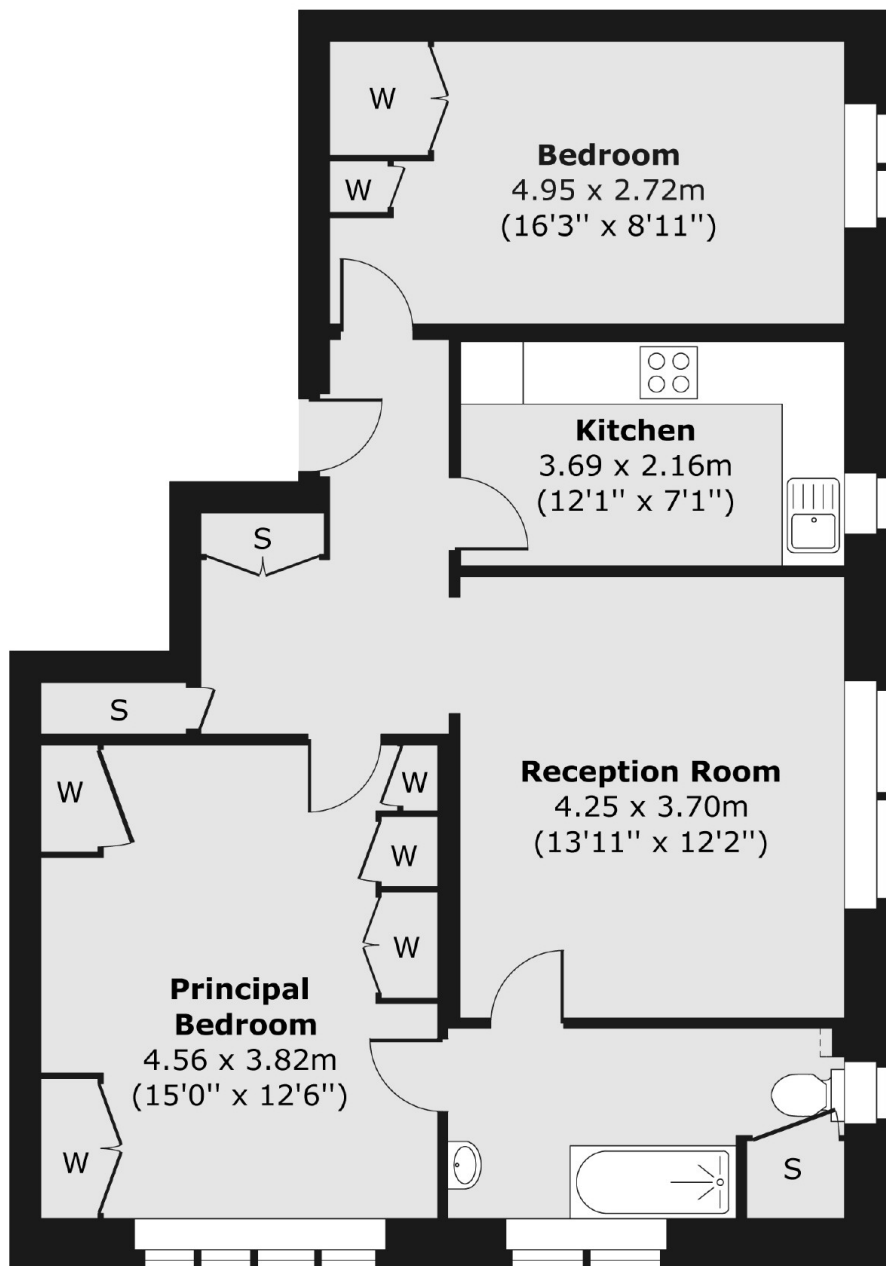 W
Bedroom
W
4.95 x 2.72m
(16'3'' x 8'11'')
Kitchen
3.69 x 2.16m
(12'1'' x 7'1'')
S
S
W
W
Reception Room
4.25 x 3.70m
(13'11'' x 12'2'')
W
W
Principal
Bedroom
4.56 x 3.82m
(15'0'' x 12'6'')
W
S